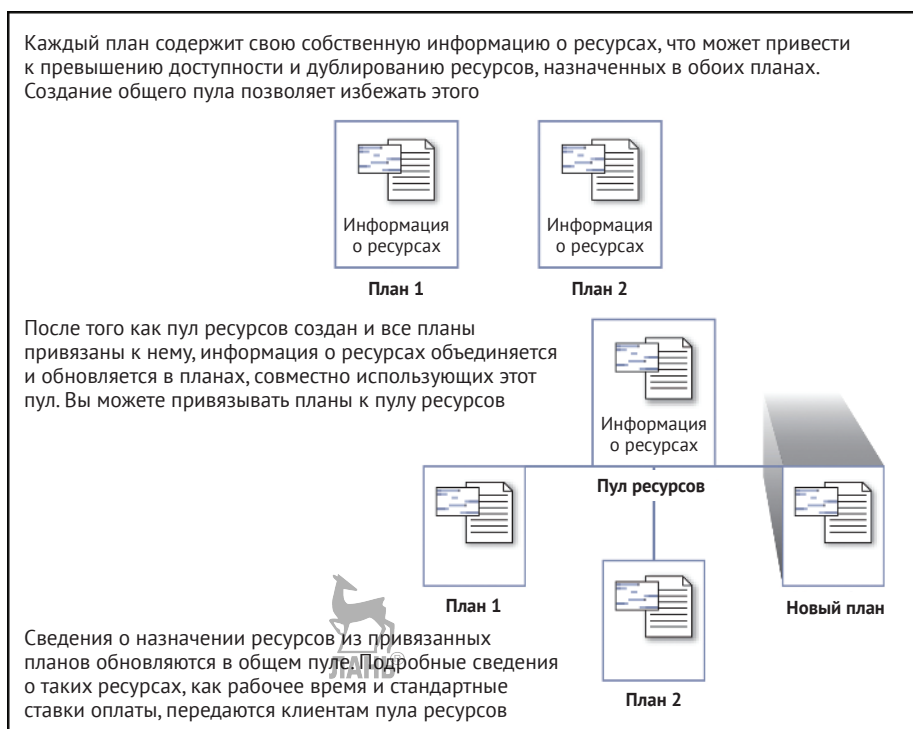 Каждый план содержит свою собственную информацию о ресурсах, что может привести
к превышению доступности и дублированию ресурсов, назначенных в обоих планах.
Создание общего пула позволяет избежать этого
Информация
о ресурсах
План 1
Информация
о ресурсах
План 2
После того как пул ресурсов создан и все планы
привязаны к нему, информация о ресурсах объединяется
и обновляется в планах, совместно использующих этот
пул. Вы можете привязывать планы к пулу ресурсов
Информация
о ресурсах
Пул ресурсов
План 1
Новый план
План 2
Сведения о назначении ресурсов из привязанных
планов обновляются в общем пуле. Подробные сведения
о таких ресурсах, как рабочее время и стандартные
ставки оплаты, передаются клиентам пула ресурсов
ЛАНЬ®